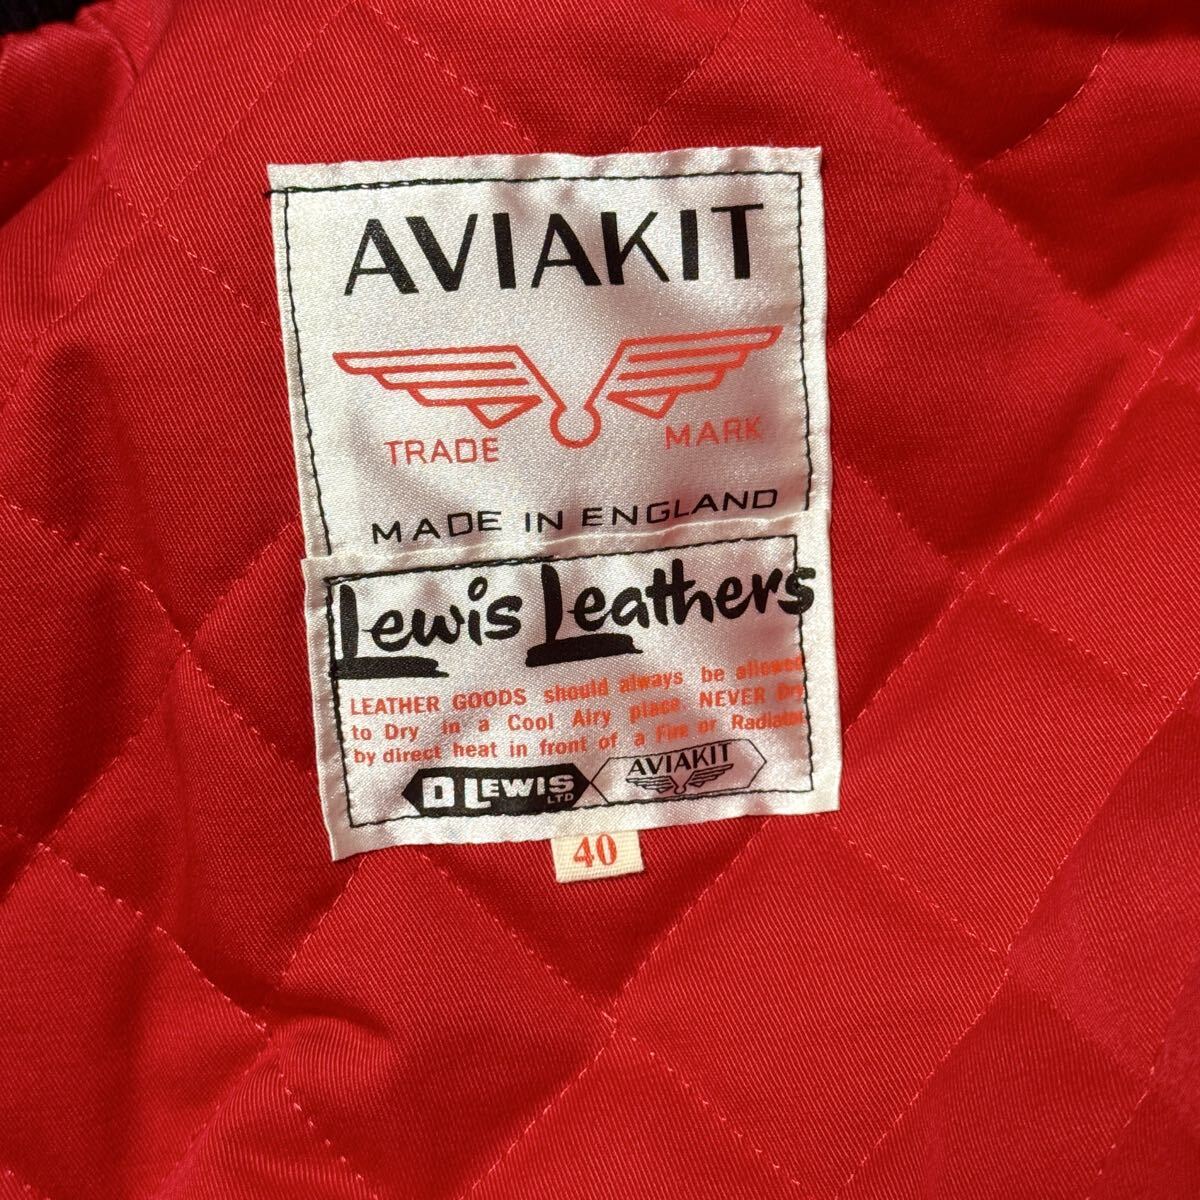 AVIAKIT
TRADE MARK
MADE IN ENGLAND
Lewis Leathers
LEATHER GOODS should always be allowed
to Dry in a Cool Airy place. NEVER Dry
by direct heat in front of a Fire or Radiator
D LEWIS LTD AVIAKIT
40